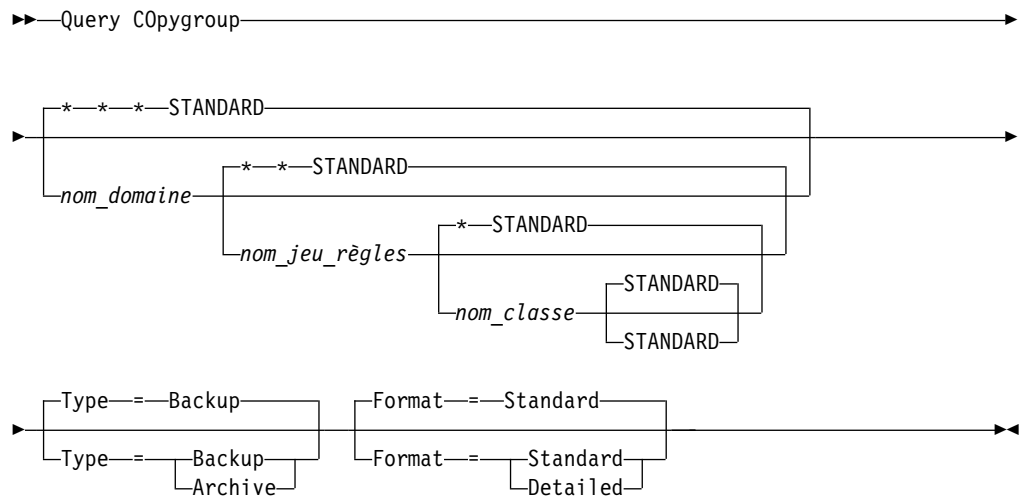 Query COpygroup
* * * STANDARD
nom_domaine
* * STANDARD
nom_jeu_règles
* STANDARD
nom_classe
STANDARD
STANDARD
Type = Backup
Type = Backup
Archive
Format = Standard
Format = Standard
Detailed